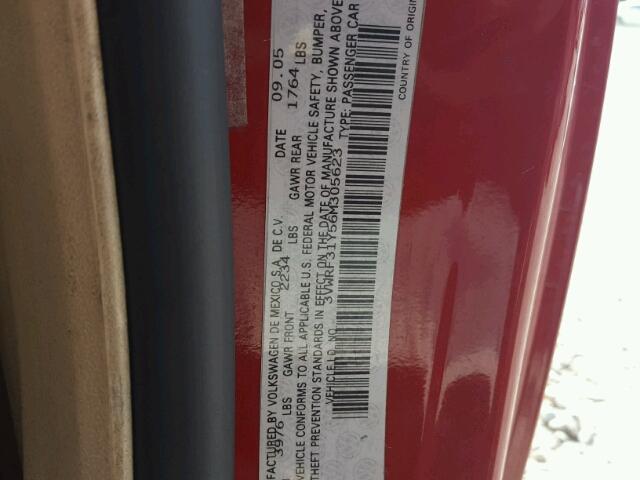 FACTURED BY VOLKSWAGEN DE MEXICO S.A. DE C.V. DATE 09.05
3976 LBS GAWR FRONT 2234 LBS GAWR REAR 1764 LBS
VEHICLE CONFORMS TO ALL APPLICABLE U.S. FEDERAL MOTOR VEHICLE SAFETY, BUMPER,
THEFT PREVENTION STANDARDS IN EFFECT ON THE DATE OF MANUFACTURE SHOWN ABOVE
VEHICLE I.D. NO. 3VWRF31Y56M305623 TYPE: PASSENGER CAR
COUNTRY OF ORIGIN